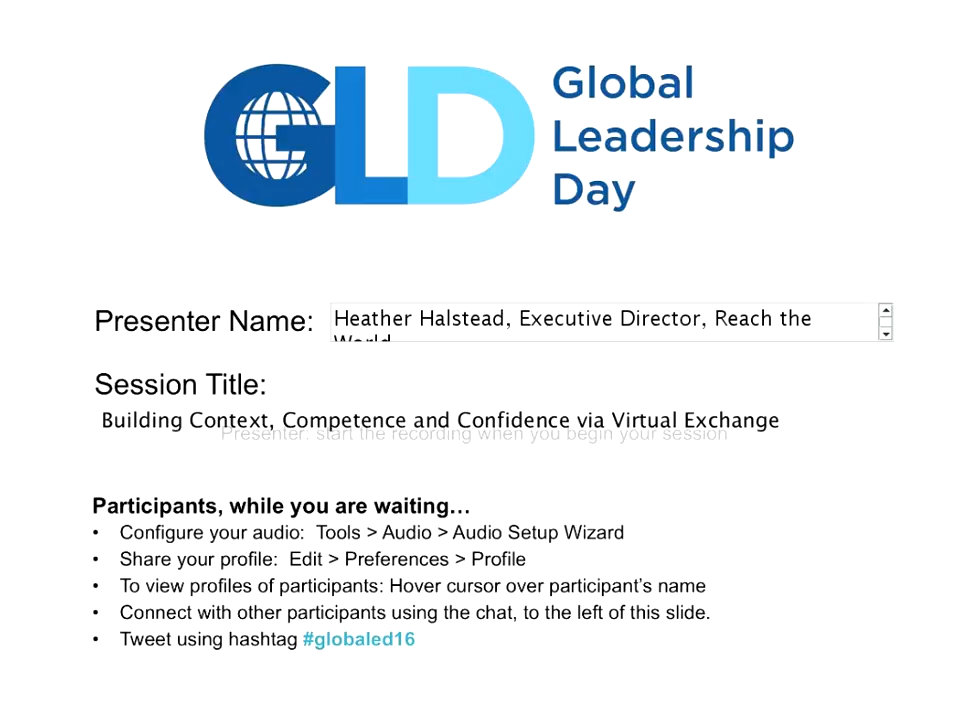 GLD
Global
Leadership
Day
Presenter Name: Heather Halstead, Executive Director, Reach the
World
Session Title:
Building Context, Competence and Confidence via Virtual Exchange
Presenter: start the recording when you begin your session
Participants, while you are waiting…
• Configure your audio: Tools > Audio > Audio Setup Wizard
• Share your profile: Edit > Preferences > Profile
• To view profiles of participants: Hover cursor over participant’s name
• Connect with other participants using the chat, to the left of this slide.
• Tweet using hashtag #globaled16